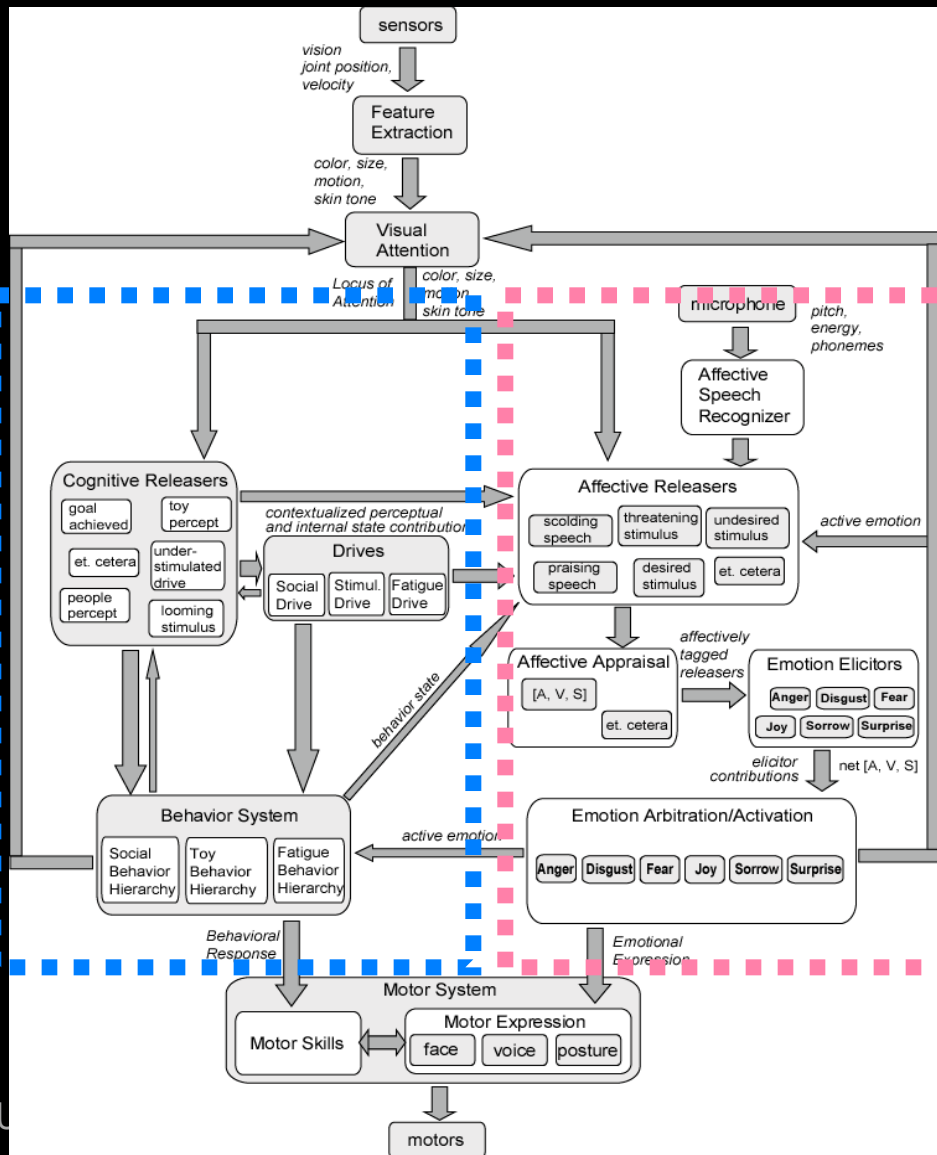 sensors
vision
joint position,
velocity
Feature
Extraction
color, size,
motion,
skin tone
Visual
Attention
Locus of
Attention
color, size,
motion
skin tone
microphone
pitch,
energy,
phonemes
Affective
Speech
Recognizer
Cognitive Releasers
goal
achieved
toy
percept
et. cetera
under-
stimulated
drive
people
percept
looming
stimulus
contextualized perceptual
and internal state contribution
Drives
Social
Drive
Stimul.
Drive
Fatigue
Drive
Affective Releasers
scolding
speech
threatening
stimulus
undesired
stimulus
praising
speech
desired
stimulus
et. cetera
active emotion
Affective Appraisal
[A, V, S]
et. cetera
affectively
tagged
releasers
Emotion Elicitors
Anger
Disgust
Fear
Joy
Sorrow
Surprise
behavior state
elicitor
contributions
net [A, V, S]
Behavior System
Social
Behavior
Hierarchy
Toy
Behavior
Hierarchy
Fatigue
Behavior
Hierarchy
active emotion
Emotion Arbitration/Activation
Anger
Disgust
Fear
Joy
Sorrow
Surprise
Behavioral
Response
Emotional
Expression
Motor System
Motor Skills
Motor Expression
face
voice
posture
motors